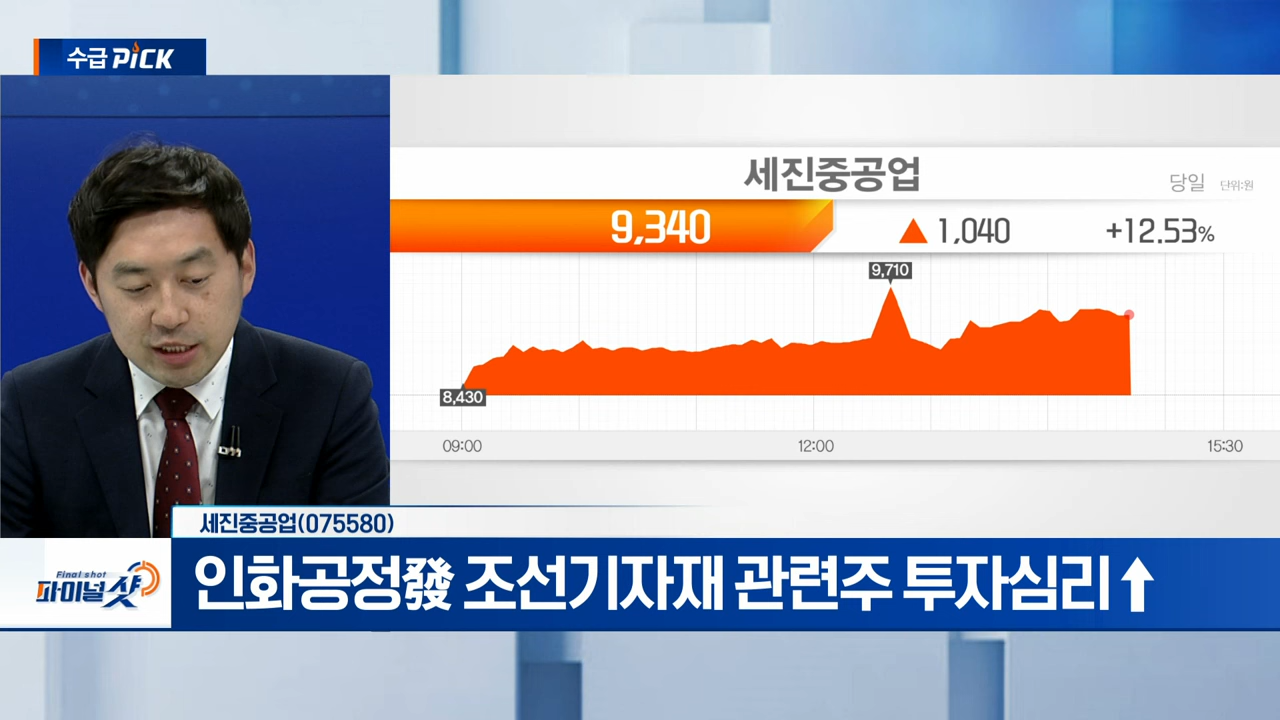 수급 PiCK
세진중공업
당일 단위:원
9,340 ▲ 1,040 +12.53%
9,710
8,430
09:00 12:00 15:30
세진중공업(075580)
Final shot
파이널샷
인화공정發 조선기자재 관련주 투자심리↑